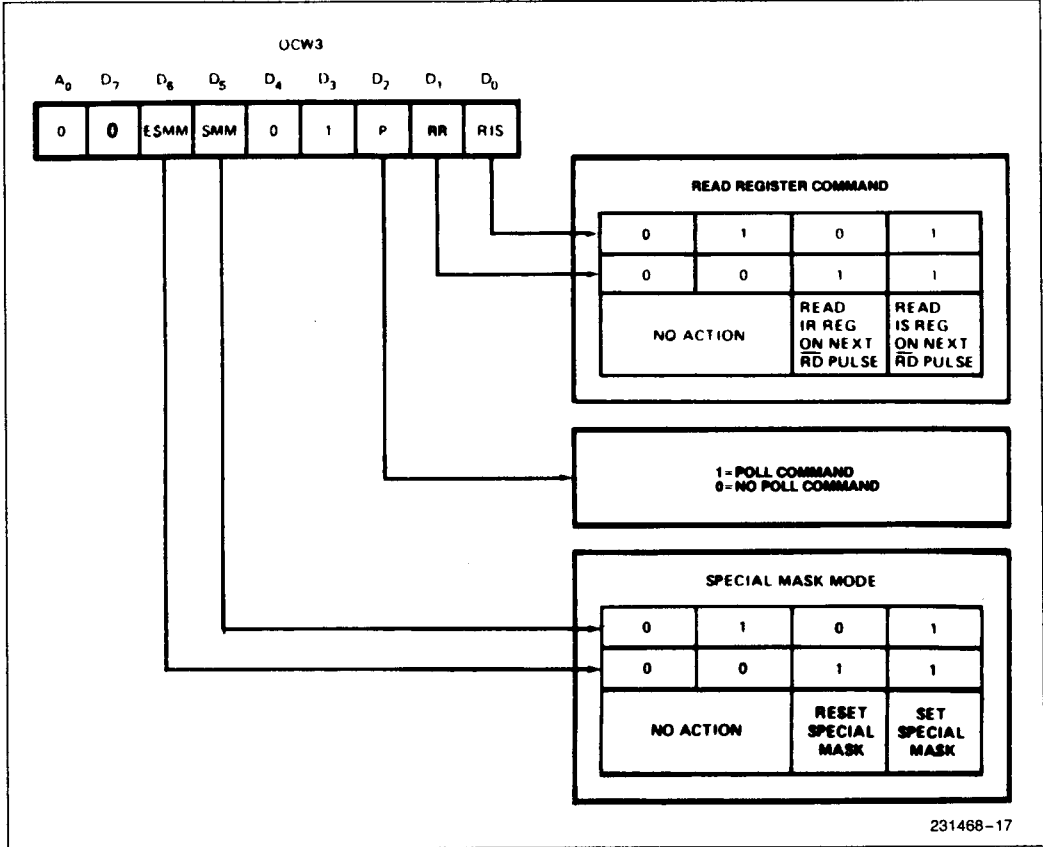 OCW3
A0 D7 D6 D5 D4 D3 D2 D1 D0
0 0 ESMM SMM 0 1 P RR RIS
READ REGISTER COMMAND
0 1 0 1
0 0 1 1
NO ACTION
READ
IR REG
ON NEXT
RD PULSE
READ
IS REG
ON NEXT
RD PULSE
1=POLL COMMAND
0=NO POLL COMMAND
SPECIAL MASK MODE
0 1 0 1
0 0 1 1
NO ACTION
RESET
SPECIAL
MASK
SET
SPECIAL
MASK
231468-17